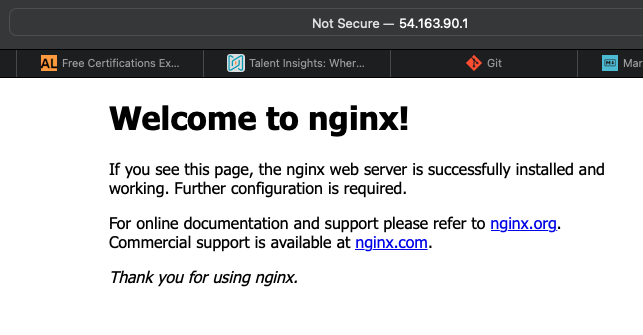 Not Secure — 54.163.90.1
AL Free Certifications Ex...
Talent Insights: Wher...
Git
Mar
Welcome to nginx!
If you see this page, the nginx web server is successfully installed and
working. Further configuration is required.
For online documentation and support please refer to nginx.org.
Commercial support is available at nginx.com.
Thank you for using nginx.